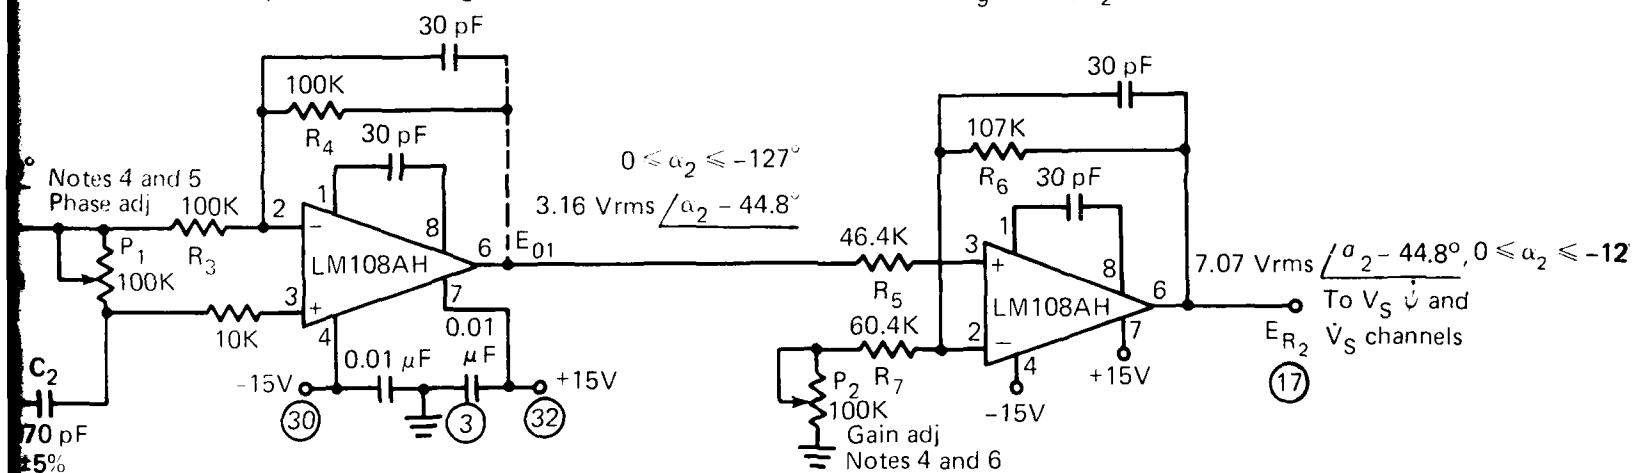 30 pF
100K
R4
30 pF
Notes 4 and 5
Phase adj
100K
R3
P1
100K
10K
2
−
3
+
1
8
LM108AH
6
E01
7
4
0.01 μF
0.01
μF
-15V
30
3
32
+15V
C2
70 pF
±5%
0 ≤ α2 ≤ -127°
3.16 Vrms /α2 - 44.8°
46.4K
R5
60.4K
R7
P2
100K
Gain adj
Notes 4 and 6
30 pF
107K
R6
30 pF
1
8
3
+
LM108AH
2
−
6
7
4
+15V
-15V
7.07 Vrms /α2 - 44.8°, 0 ≤ α2 ≤ -12
To VS ψ̇ and
V̇S channels
ER2
17